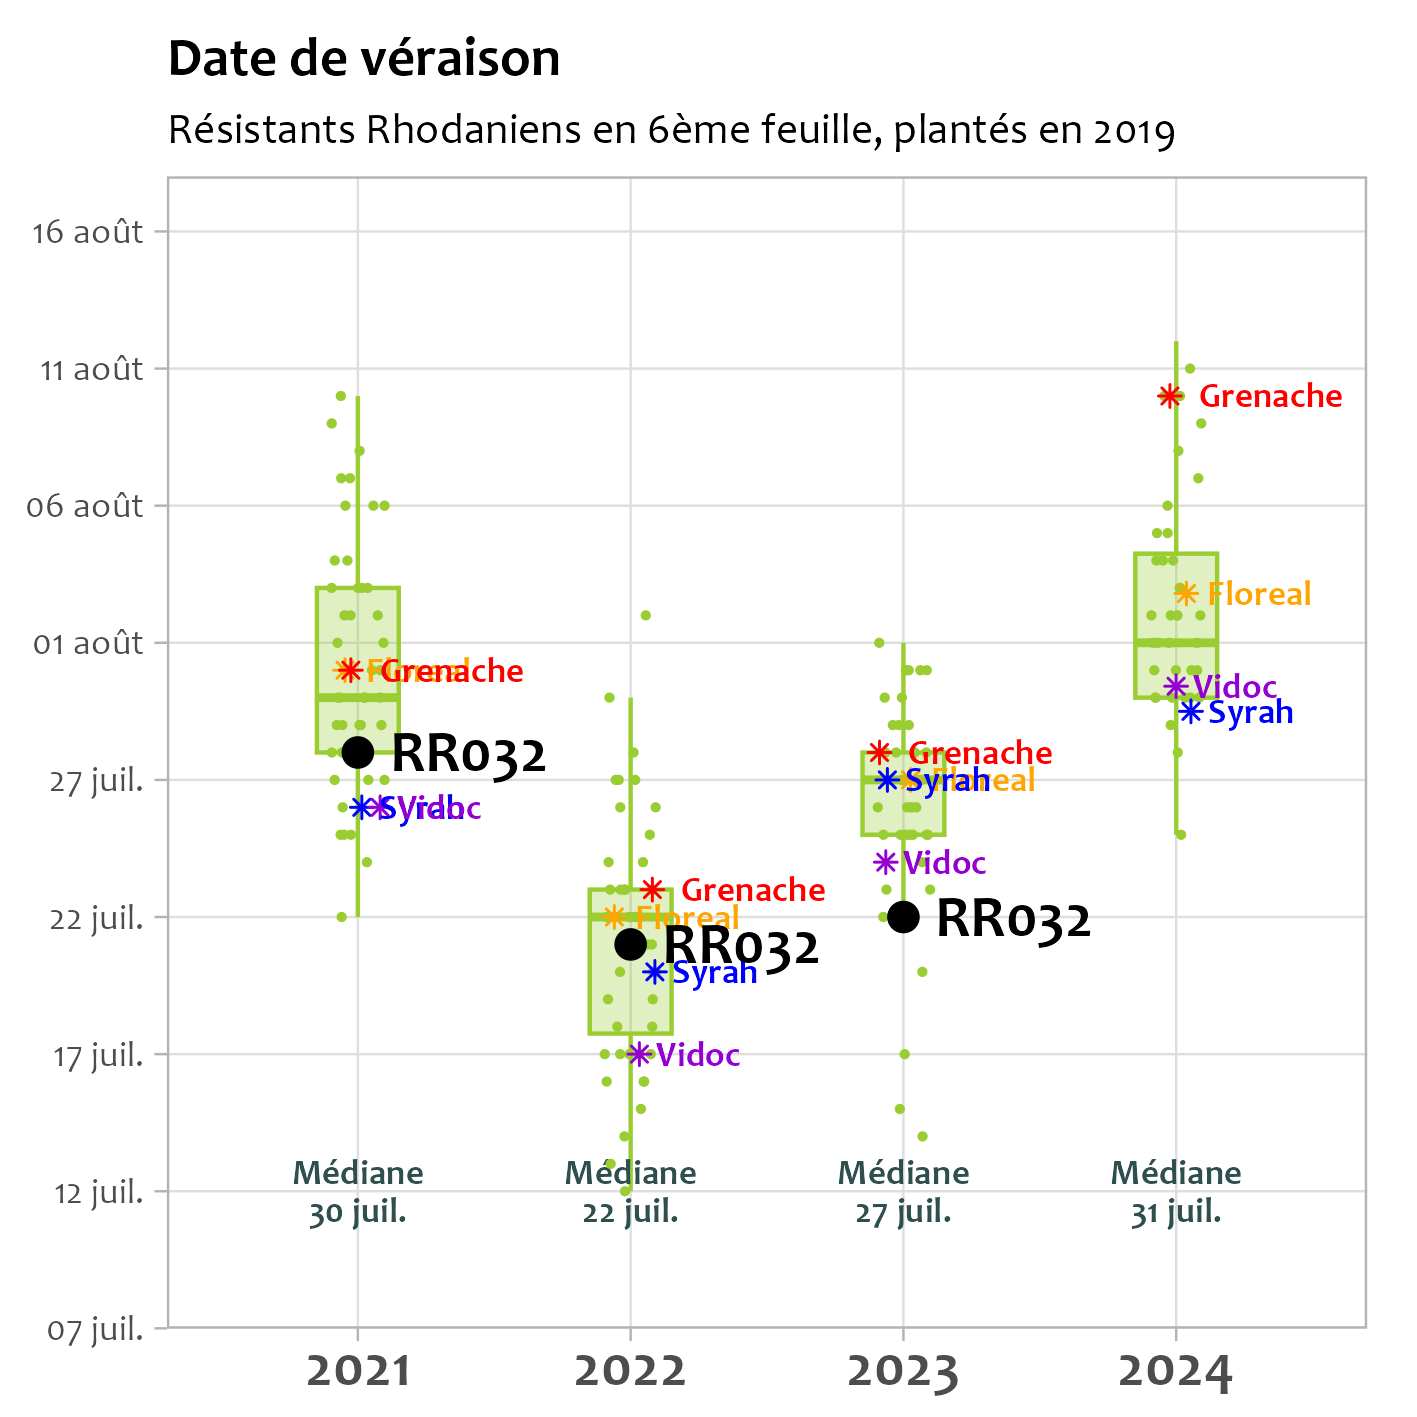 Date de véraison
Résistants Rhodaniens en 6ème feuille, plantés en 2019
16 août
11 août
06 août
01 août
27 juil.
22 juil.
17 juil.
12 juil.
07 juil.
Floreal
Grenache
RR032
Syrah
Vidoc
Médiane
30 juil.
Grenache
Floreal
RR032
Syrah
Vidoc
Médiane
22 juil.
Grenache
Syrah
Floreal
Vidoc
RR032
Médiane
27 juil.
Grenache
Floreal
Vidoc
Syrah
Médiane
31 juil.
2021
2022
2023
2024